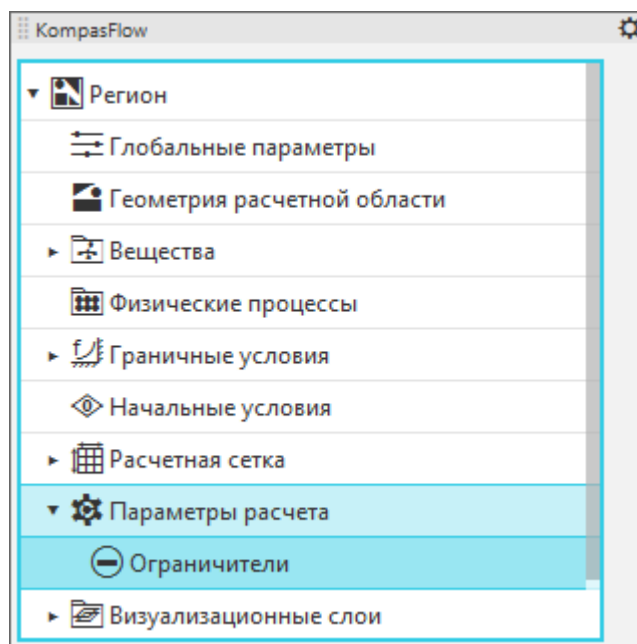 KompasFlow
Регион
Глобальные параметры
Геометрия расчетной области
Вещества
Физические процессы
Граничные условия
Начальные условия
Расчетная сетка
Параметры расчета
Ограничители
Визуализационные слои